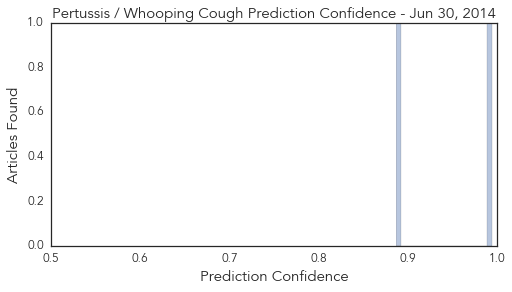 Pertussis / Whooping Cough Prediction Confidence - Jun 30, 2014
1.0
0.8
0.6
0.4
0.2
0.0
Articles Found
0.5 0.6 0.7 0.8 0.9 1.0
Prediction Confidence